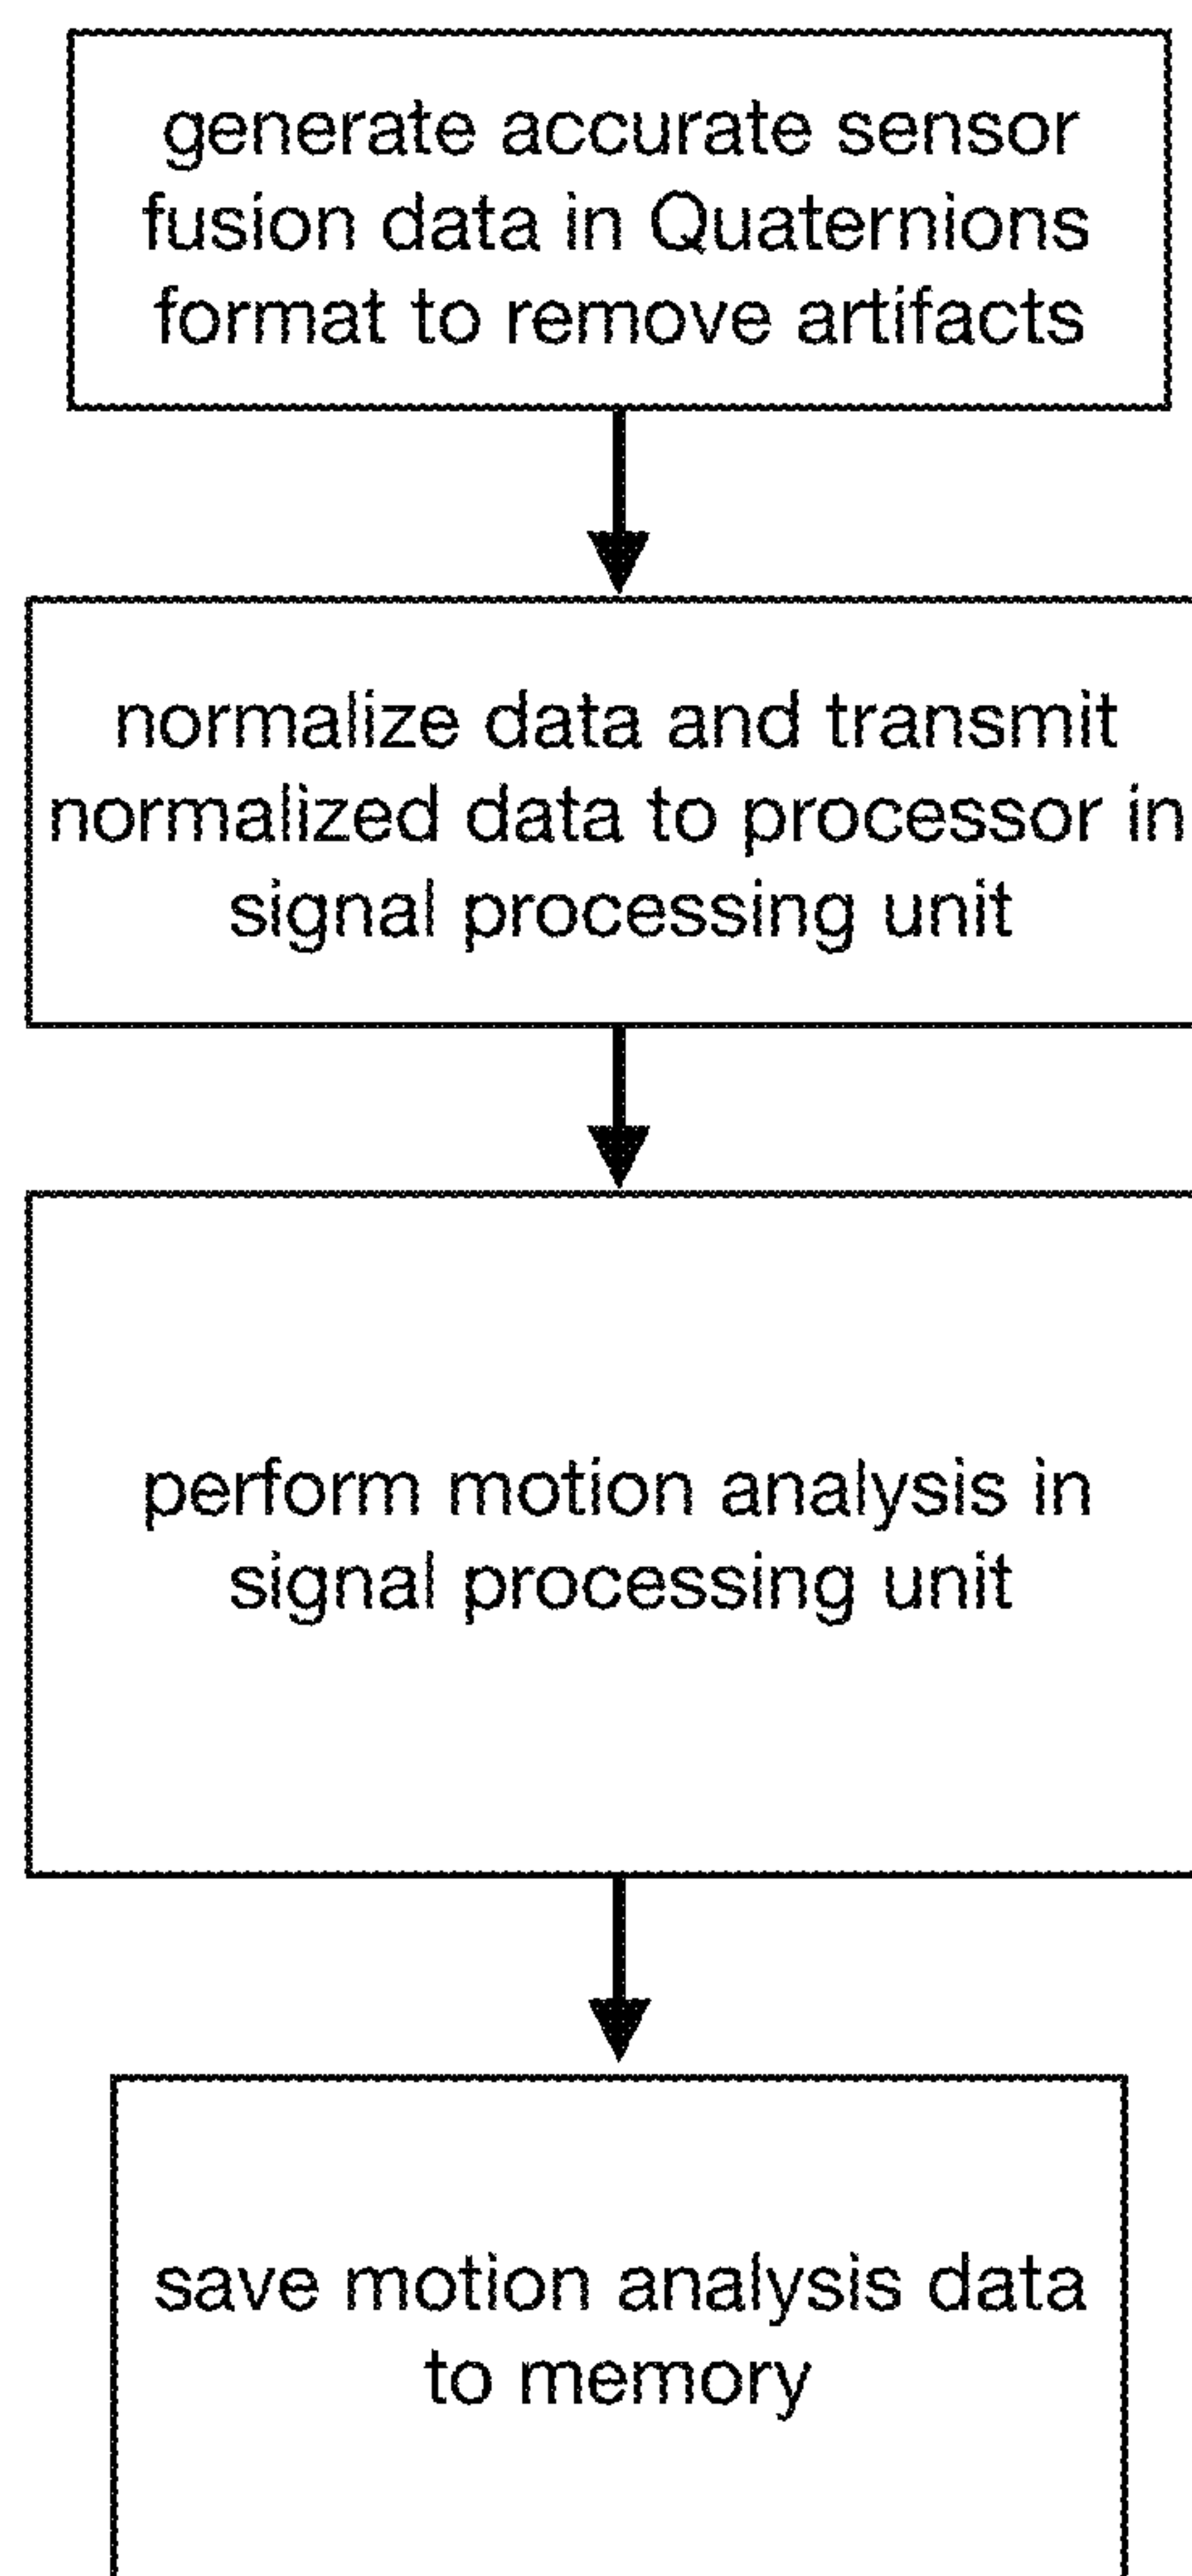 generate accurate sensor
fusion data in Quaternions
format to remove artifacts
normalize data and transmit
normalized data to processor in
signal processing unit
perform motion analysis in
signal processing unit
save motion analysis data
to memory